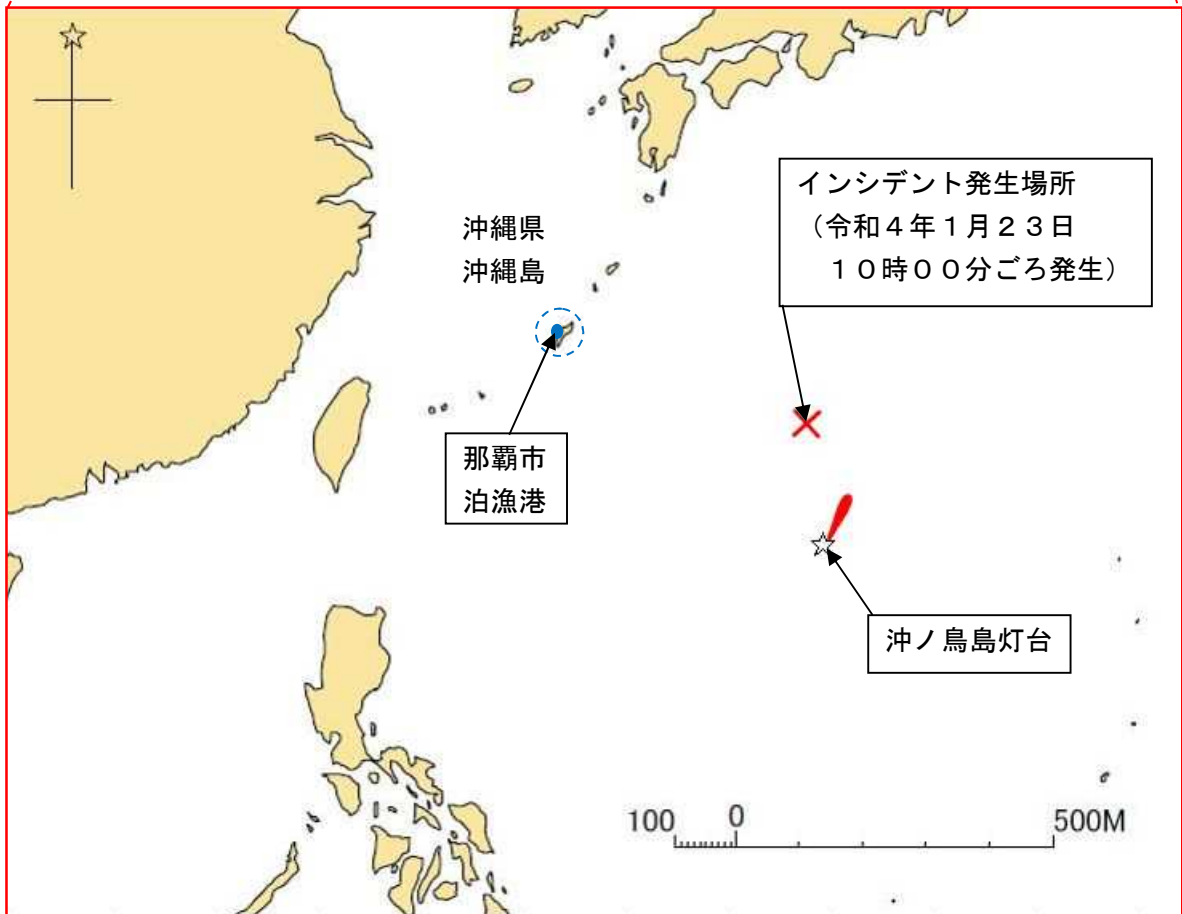 沖縄県
沖縄島
インシデント発生場所
（令和４年１月２３日
１０時００分ごろ発生）
那覇市
泊漁港
沖ノ鳥島灯台
100 0 500M